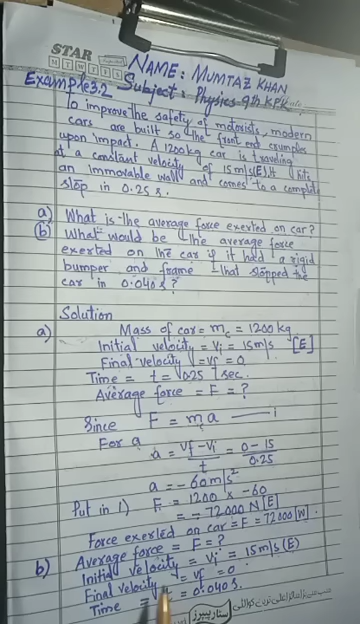 STAR
M T W T F S
NAME: MUMTAZ KHAN
Example 3.2 Subject: Physics 9th KPK
To improve the safety of motorists, modern
cars are built so the front end crumples
upon impact. A 1200kg car is traveling
at a constant velocity of 15m/s(E). It hits
an immovable wall and comes to a complete
stop in 0.25 s.
a) What is the average force exerted on car?
b) What would be the average force
exerted on the car if it had a rigid
bumper and frame that stopped the
car in 0.040s?
Solution
a) Mass of car = mc = 1200kg
Initial velocity = Vi = 15m/s [E]
Final velocity = Vf = 0
Time = t = 0.25 sec.
Average force = F = ?
Since F = ma — i
For a
a = Vf - Vi / t = 0 - 15 / 0.25
a = - 60 m/s²
Put in 1) F = 1200 × -60
= - 72000 N [E]
Force exerted on car = F = 72000 [W].
b) Average force = F = ?
Initial velocity = Vi = 15m/s (E)
Final velocity = Vf = 0
Time = = 0.040s.
سٹار پیپرز